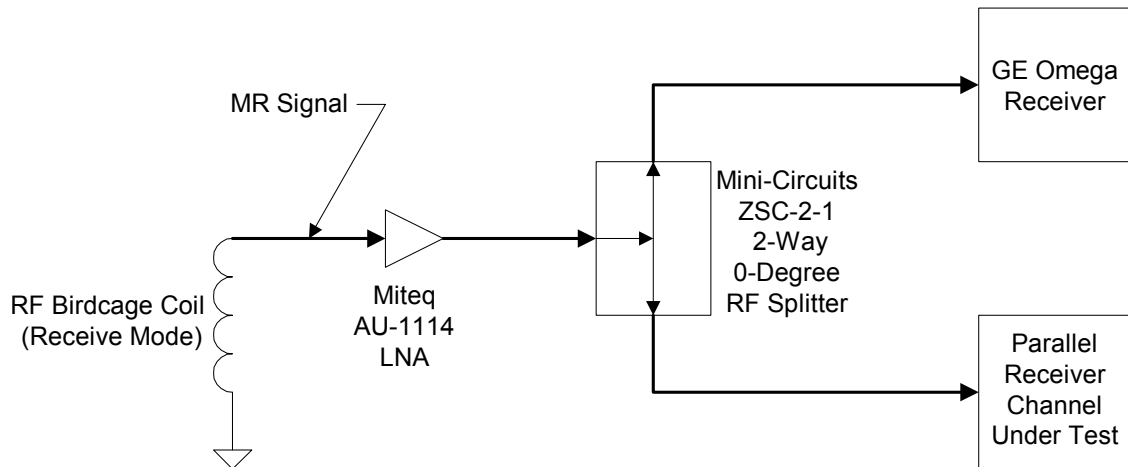 MR Signal
RF Birdcage Coil
(Receive Mode)
Miteq
AU-1114
LNA
Mini-Circuits
ZSC-2-1
2-Way
0-Degree
RF Splitter
GE Omega
Receiver
Parallel
Receiver
Channel
Under Test